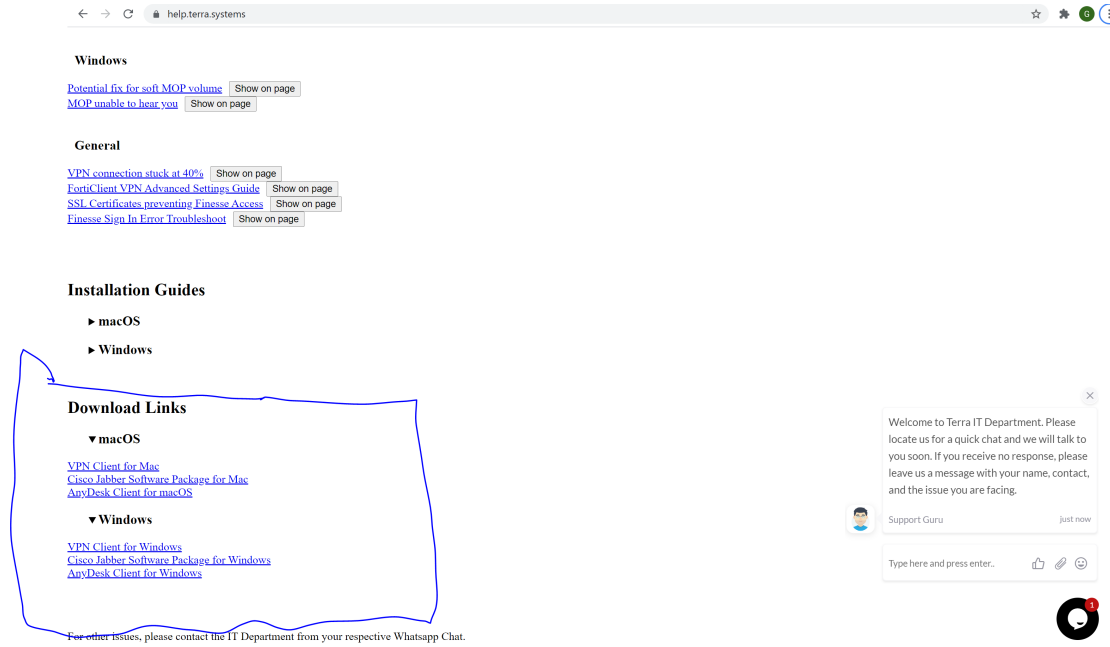 help.terra.systems
G
Windows
Potential fix for soft MOP volume Show on page
MOP unable to hear you Show on page
General
VPN connection stuck at 40% Show on page
FortiClient VPN Advanced Settings Guide Show on page
SSL Certificates preventing Finesse Access Show on page
Finesse Sign In Error Troubleshoot Show on page
Installation Guides
macOS
Windows
Download Links
macOS
VPN Client for Mac
Cisco Jabber Software Package for Mac
AnyDesk Client for macOS
Windows
VPN Client for Windows
Cisco Jabber Software Package for Windows
AnyDesk Client for Windows
For other issues, please contact the IT Department from your respective Whatsapp Chat.
Welcome to Terra IT Department. Please
locate us for a quick chat and we will talk to
you soon. If you receive no response, please
leave us a message with your name, contact,
and the issue you are facing.
Support Guru just now
Type here and press enter..
1